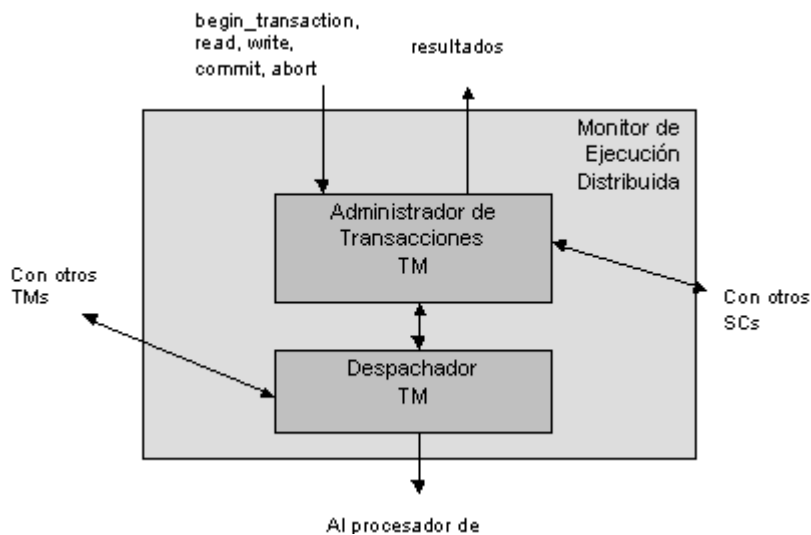 begin_transaction,
read, write,
commit, abort
resultados
Monitor de
Ejecución
Distribuida
Administrador de
Transacciones
TM
Con otros
TMs
Con otros
SCs
Despachador
TM
Al procesador de